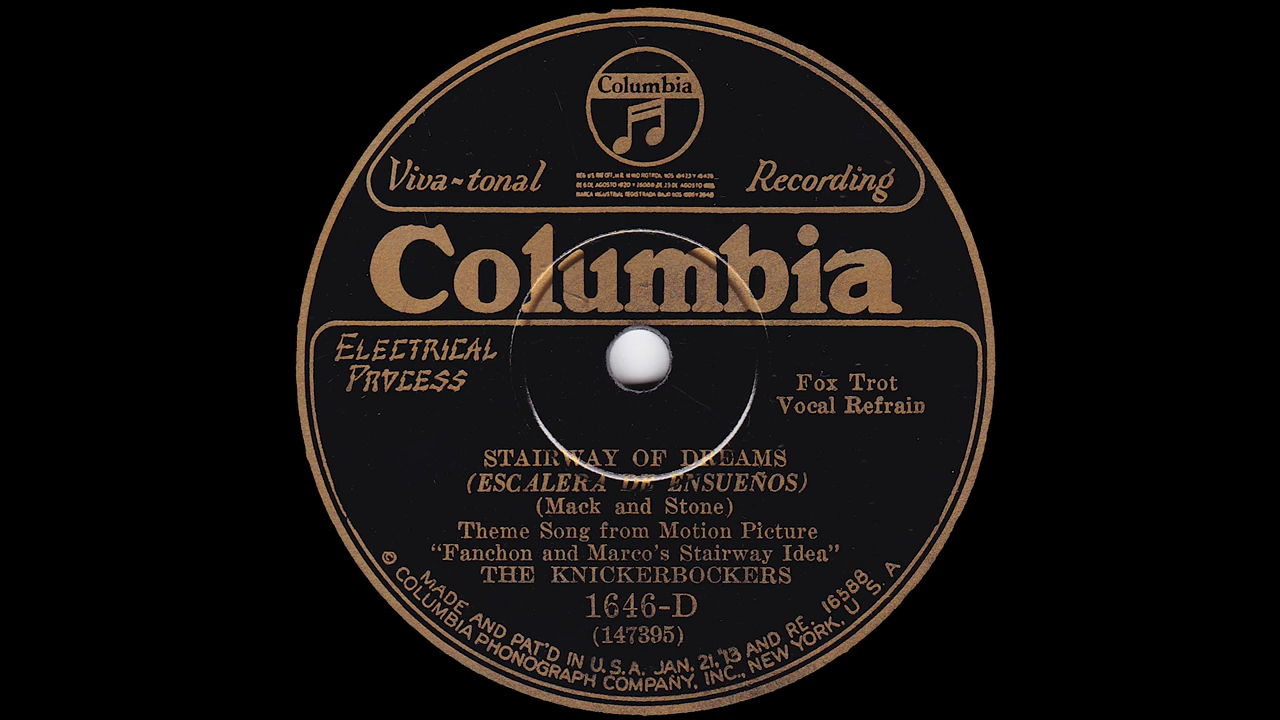 Columbia
Viva-tonal
Recording
Columbia
ELECTRICAL
PROCESS
Fox Trot
Vocal Refrain
STAIRWAY OF DREAMS
(ESCALERA DE ENSUEÑOS)
(Mack and Stone)
Theme Song from Motion Picture
“Fanchon and Marco's Stairway Idea”
THE KNICKERBOCKERS
1646-D
(147395)
MADE AND PAT'D IN U.S.A. JAN. 21,'13 AND RE. 16588
© COLUMBIA PHONOGRAPH COMPANY, INC., NEW YORK, U S. A